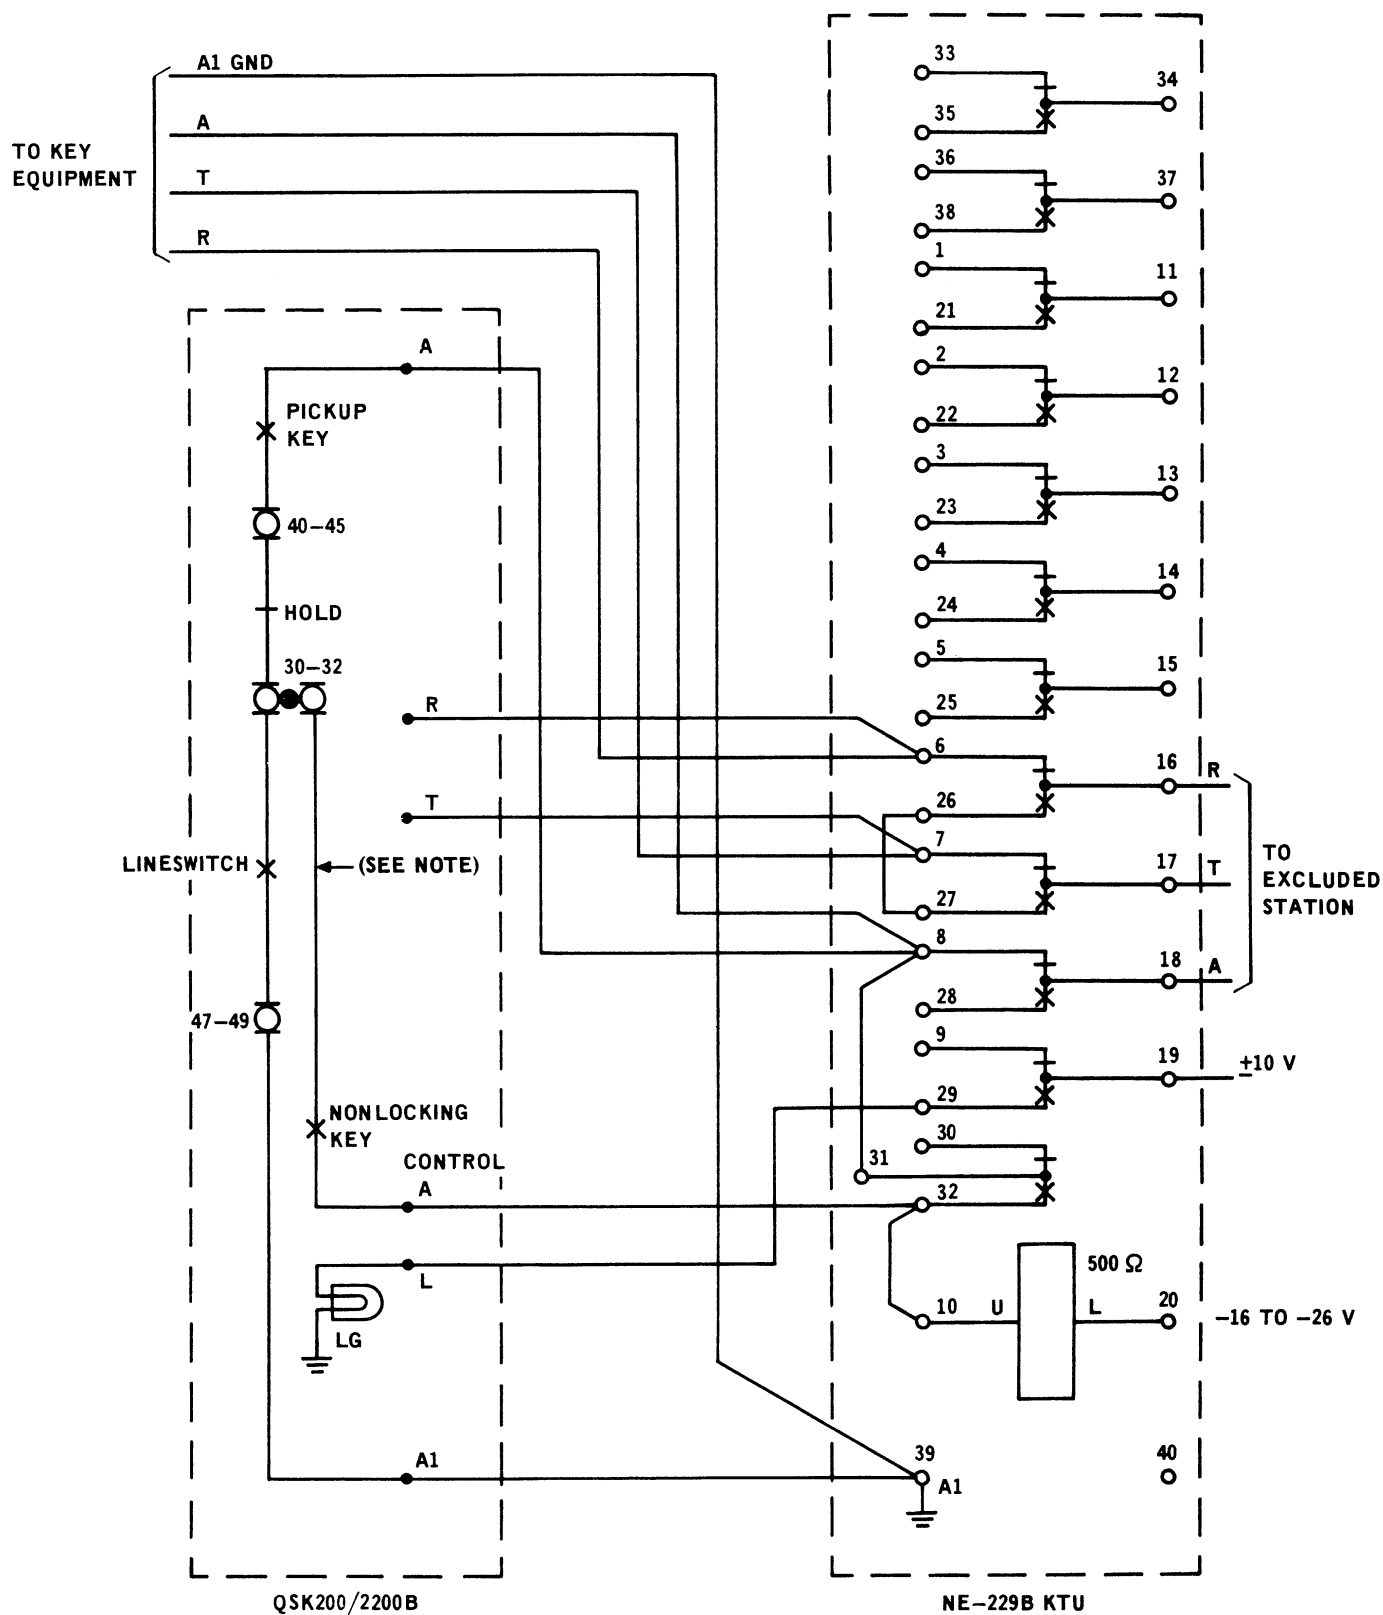 A1 GND
A
T
R
TO KEY
EQUIPMENT
A
PICKUP
KEY
40–45
HOLD
30–32
R
T
LINESWITCH
(SEE NOTE)
47–49
NONLOCKING
KEY
CONTROL
A
L
LG
A1
QSK200/2200B
33
34
35
36
37
38
1
11
21
2
12
22
3
13
23
4
14
24
5
15
25
6
16
R
26
7
17
T
27
8
18
A
28
TO
EXCLUDED
STATION
9
19
±10 V
29
30
31
32
500 Ω
10
U
L
20
–16 TO –26 V
39
A1
40
NE–229B KTU